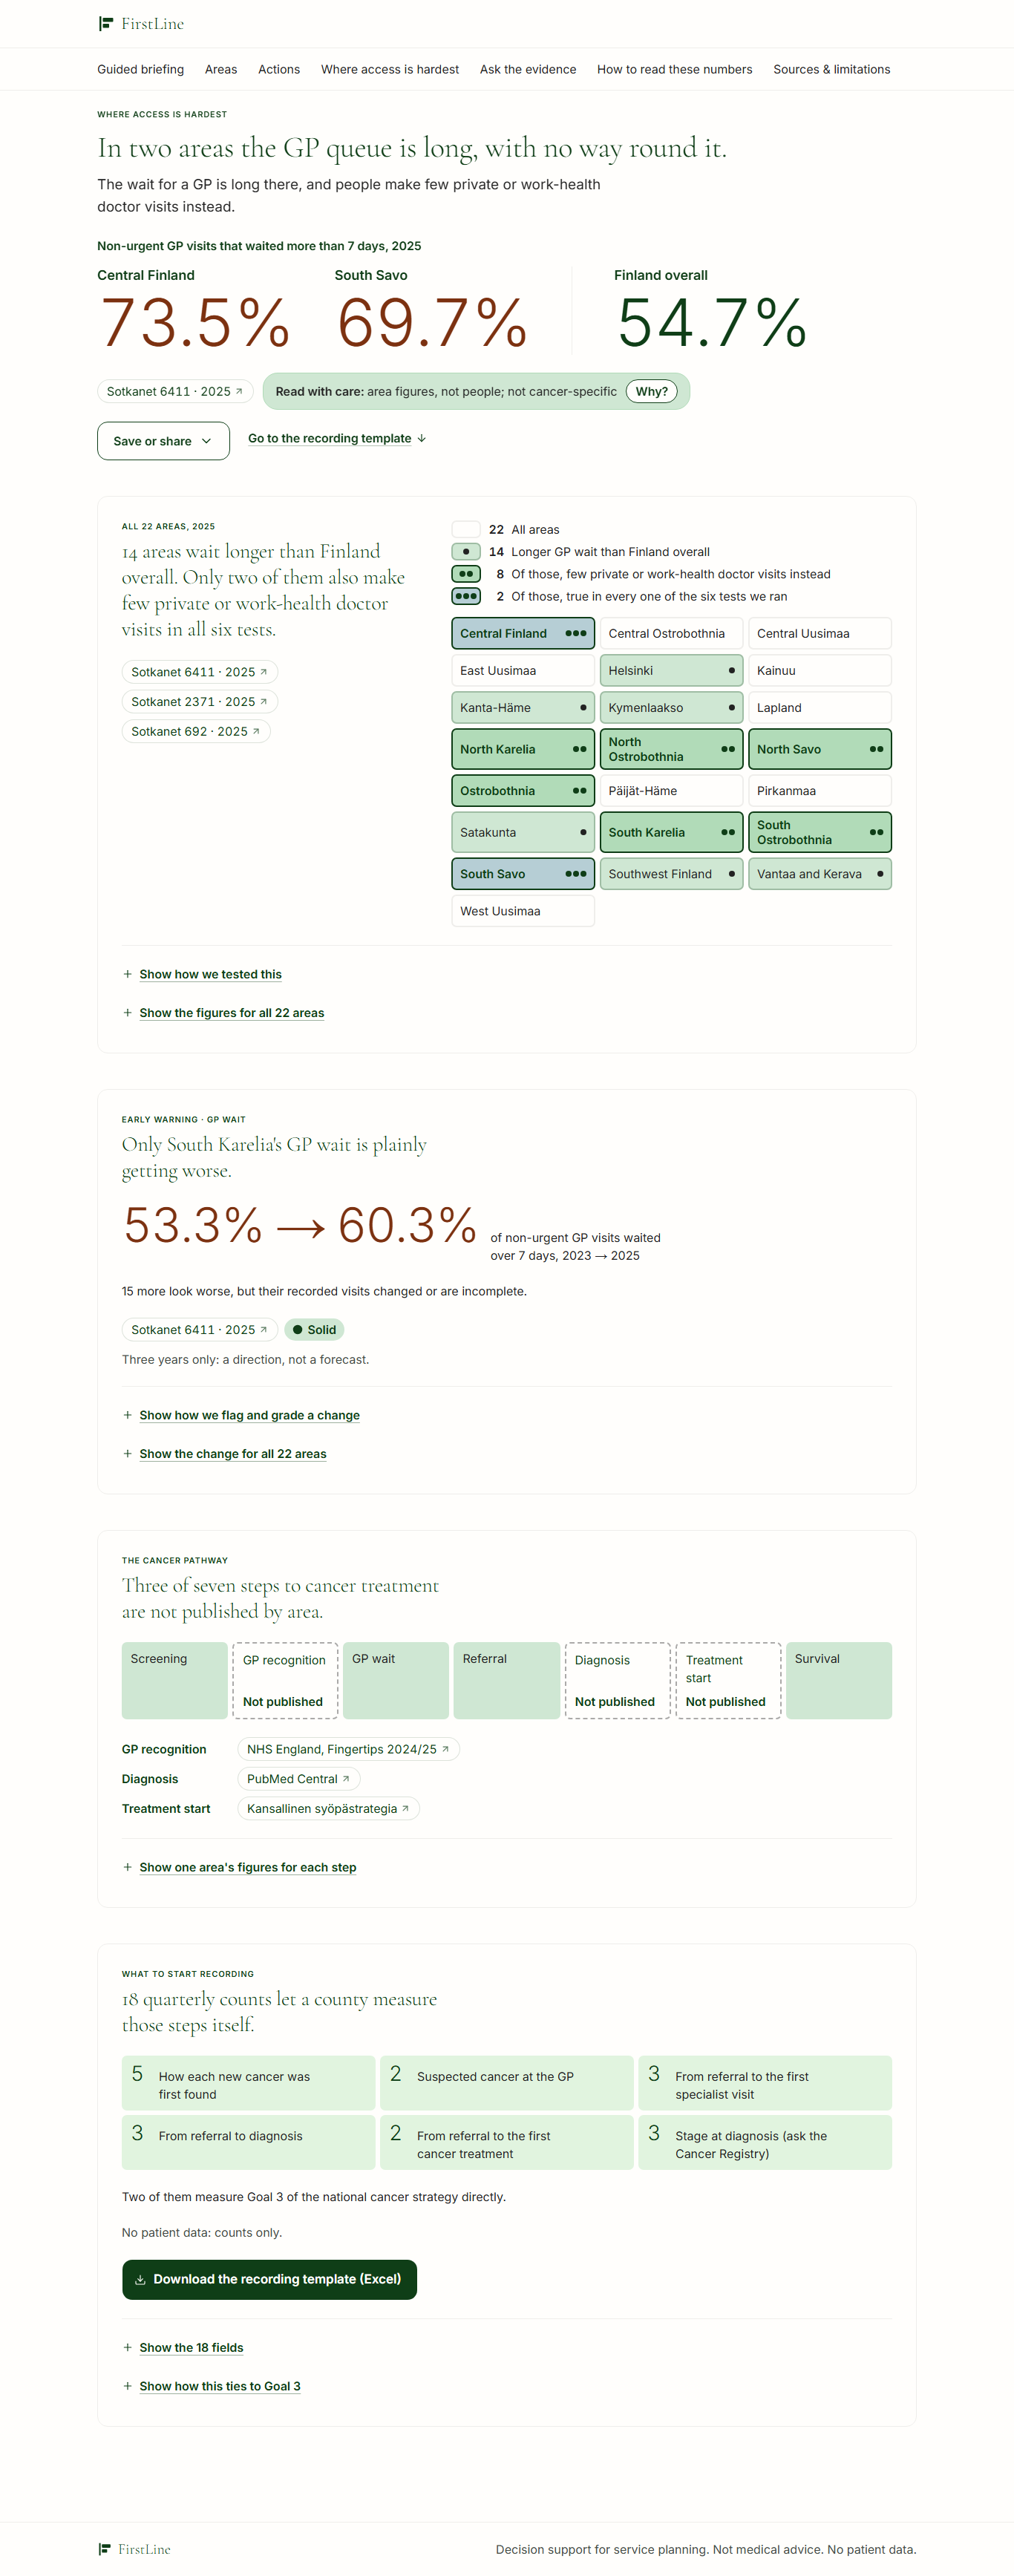 FirstLine
Guided briefing Areas Actions Where access is hardest Ask the evidence How to read these numbers Sources & limitations
WHERE ACCESS IS HARDEST
In two areas the GP queue is long, with no way round it.
The wait for a GP is long there, and people make few private or work-health
doctor visits instead.
Non-urgent GP visits that waited more than 7 days, 2025
Central Finland South Savo Finland overall
73.5% 69.7% 54.7%
Sotkanet 6411 · 2025 ↗ Read with care: area figures, not people; not cancer-specific Why?
Save or share Go to the recording template ↓
ALL 22 AREAS, 2025
14 areas wait longer than Finland
overall. Only two of them also make
few private or work-health doctor
visits in all six tests.
Sotkanet 6411 · 2025 ↗
Sotkanet 2371 · 2025 ↗
Sotkanet 692 · 2025 ↗
22 All areas
14 Longer GP wait than Finland overall
8 Of those, few private or work-health doctor visits instead
2 Of those, true in every one of the six tests we ran
Central Finland Central Ostrobothnia Central Uusimaa
East Uusimaa Helsinki Kainuu
Kanta-Häme Kymenlaakso Lapland
North Karelia North Ostrobothnia North Savo
Ostrobothnia Päijät-Häme Pirkanmaa
Satakunta South Karelia South Ostrobothnia
South Savo Southwest Finland Vantaa and Kerava
West Uusimaa
+ Show how we tested this
+ Show the figures for all 22 areas
EARLY WARNING · GP WAIT
Only South Karelia's GP wait is plainly
getting worse.
53.3% → 60.3% of non-urgent GP visits waited
over 7 days, 2023 → 2025
15 more look worse, but their recorded visits changed or are incomplete.
Sotkanet 6411 · 2025 ↗ Solid
Three years only: a direction, not a forecast.
+ Show how we flag and grade a change
+ Show the change for all 22 areas
THE CANCER PATHWAY
Three of seven steps to cancer treatment
are not published by area.
Screening
GP recognition
Not published
GP wait
Referral
Diagnosis
Not published
Treatment
start
Not published
Survival
GP recognition NHS England, Fingertips 2024/25 ↗
Diagnosis PubMed Central ↗
Treatment start Kansallinen syöpästrategia ↗
+ Show one area's figures for each step
WHAT TO START RECORDING
18 quarterly counts let a county measure
those steps itself.
5 How each new cancer was
first found
2 Suspected cancer at the GP
3 From referral to the first
specialist visit
3 From referral to diagnosis
2 From referral to the first
cancer treatment
3 Stage at diagnosis (ask the
Cancer Registry)
Two of them measure Goal 3 of the national cancer strategy directly.
No patient data: counts only.
Download the recording template (Excel)
+ Show the 18 fields
+ Show how this ties to Goal 3
FirstLine Decision support for service planning. Not medical advice. No patient data.